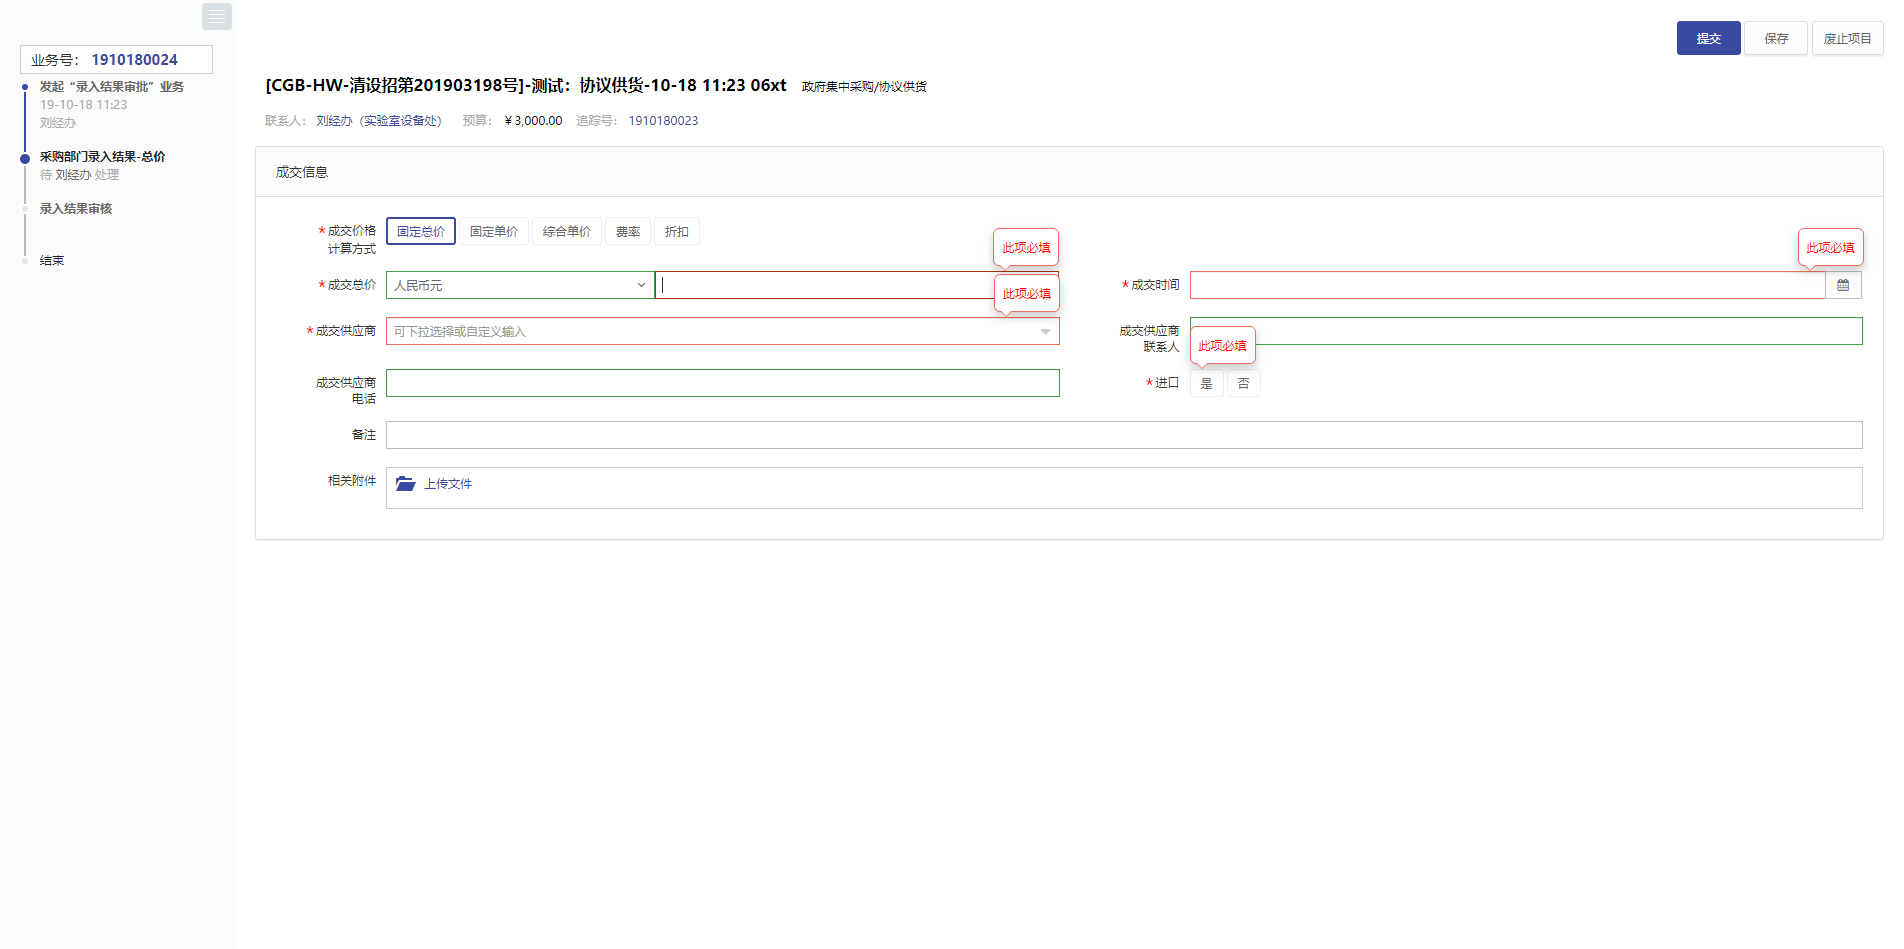 业务号： 1910180024
发起“录入结果审批”业务
19-10-18 11:23
刘经办
采购部门录入结果-总价
待 刘经办 处理
录入结果审核
结束
提交 保存 废止项目
[CGB-HW-清设招第201903198号]-测试：协议供货-10-18 11:23 06xt 政府集中采购/协议供货
联系人： 刘经办（实验室设备处） 预算： ￥3,000.00 追踪号： 1910180023
成交信息
*成交价格
计算方式
固定总价 固定单价 综合单价 费率 折扣
此项必填
此项必填
*成交总价 人民币元
*成交时间
此项必填
*成交供应商 可下拉选择或自定义输入
成交供应商
联系人
此项必填
成交供应商
电话
*进口 是 否
备注
相关附件 上传文件